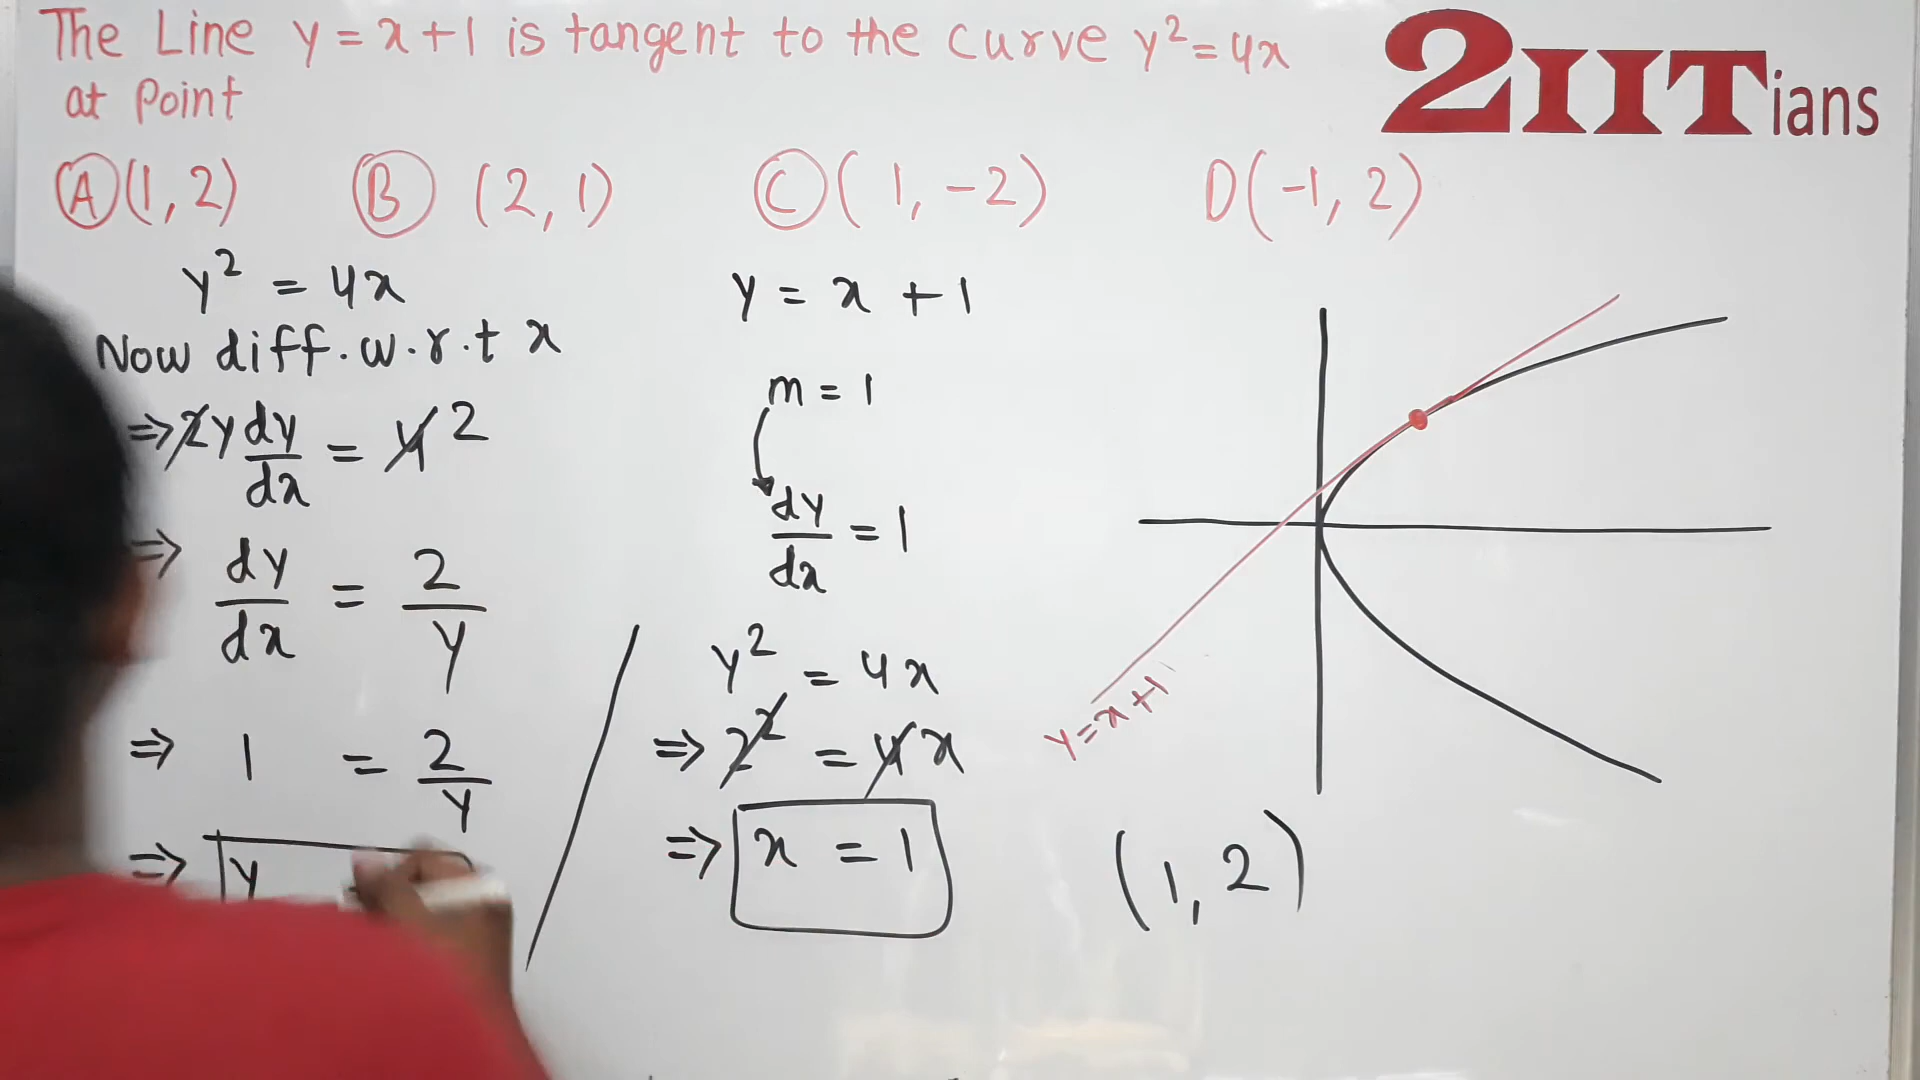 The Line y = x+1 is tangent to the curve y² = 4x
at Point
2IITians
Ⓐ (1, 2) Ⓑ (2, 1) Ⓒ (1, -2) D (-1, 2)
y² = 4x
Now diff. w.r.t x
⇒ 2y dy/dx = 4 2
⇒ dy/dx = 2/y
⇒ 1 = 2/y
⇒ y
y = x + 1
m = 1
dy/dx = 1
y² = 4x
⇒ 2² = 4x
⇒ x = 1
y = x+1
(1, 2)